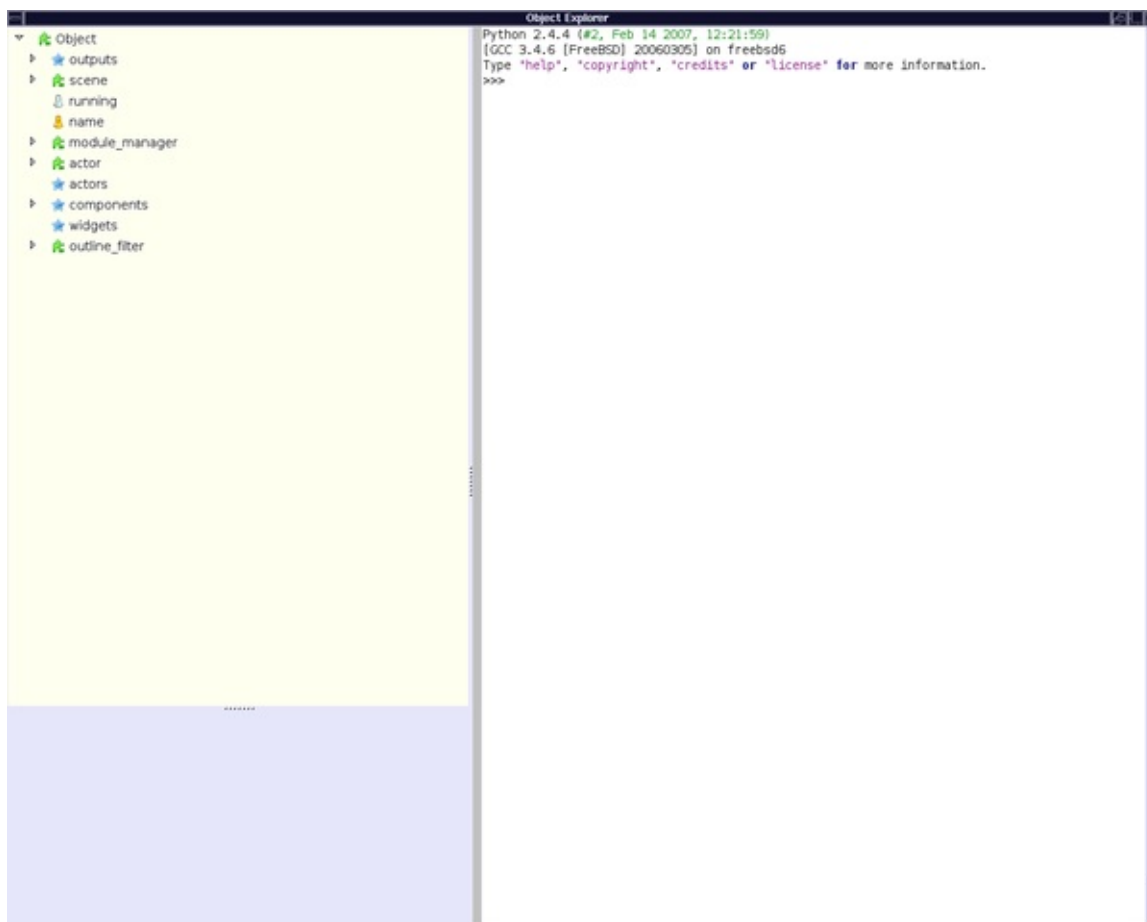 Object Explorer
Object
outputs
scene
running
name
module_manager
actor
actors
components
widgets
outline_filter
Python 2.4.4 (#2, Feb 14 2007, 12:21:59)
[GCC 3.4.6 [FreeBSD] 20060305] on freebsd6
Type "help", "copyright", "credits" or "license" for more information.
>>>